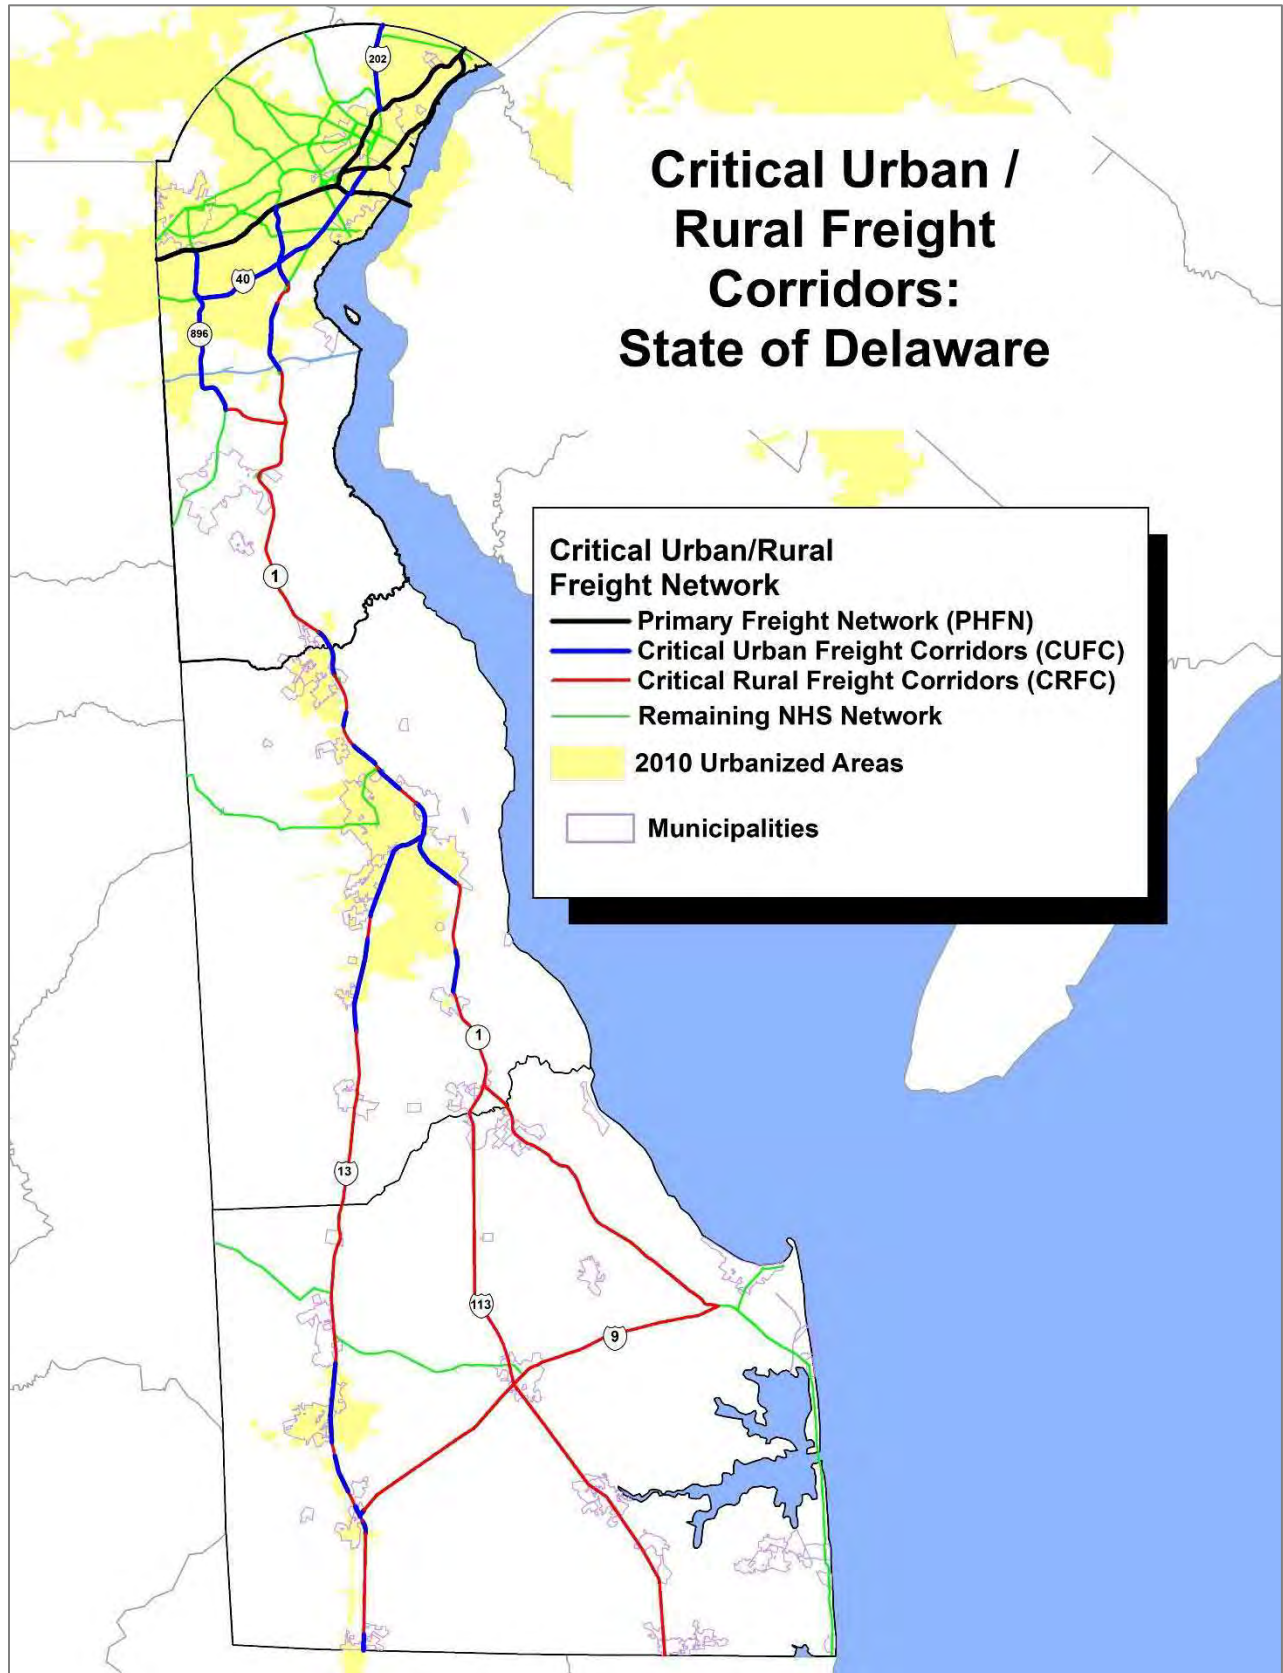 202
Critical Urban /
Rural Freight
Corridors:
State of Delaware
40
896
Critical Urban/Rural
Freight Network
Primary Freight Network (PHFN)
Critical Urban Freight Corridors (CUFC)
Critical Rural Freight Corridors (CRFC)
Remaining NHS Network
2010 Urbanized Areas
Municipalities
1
1
13
113
9